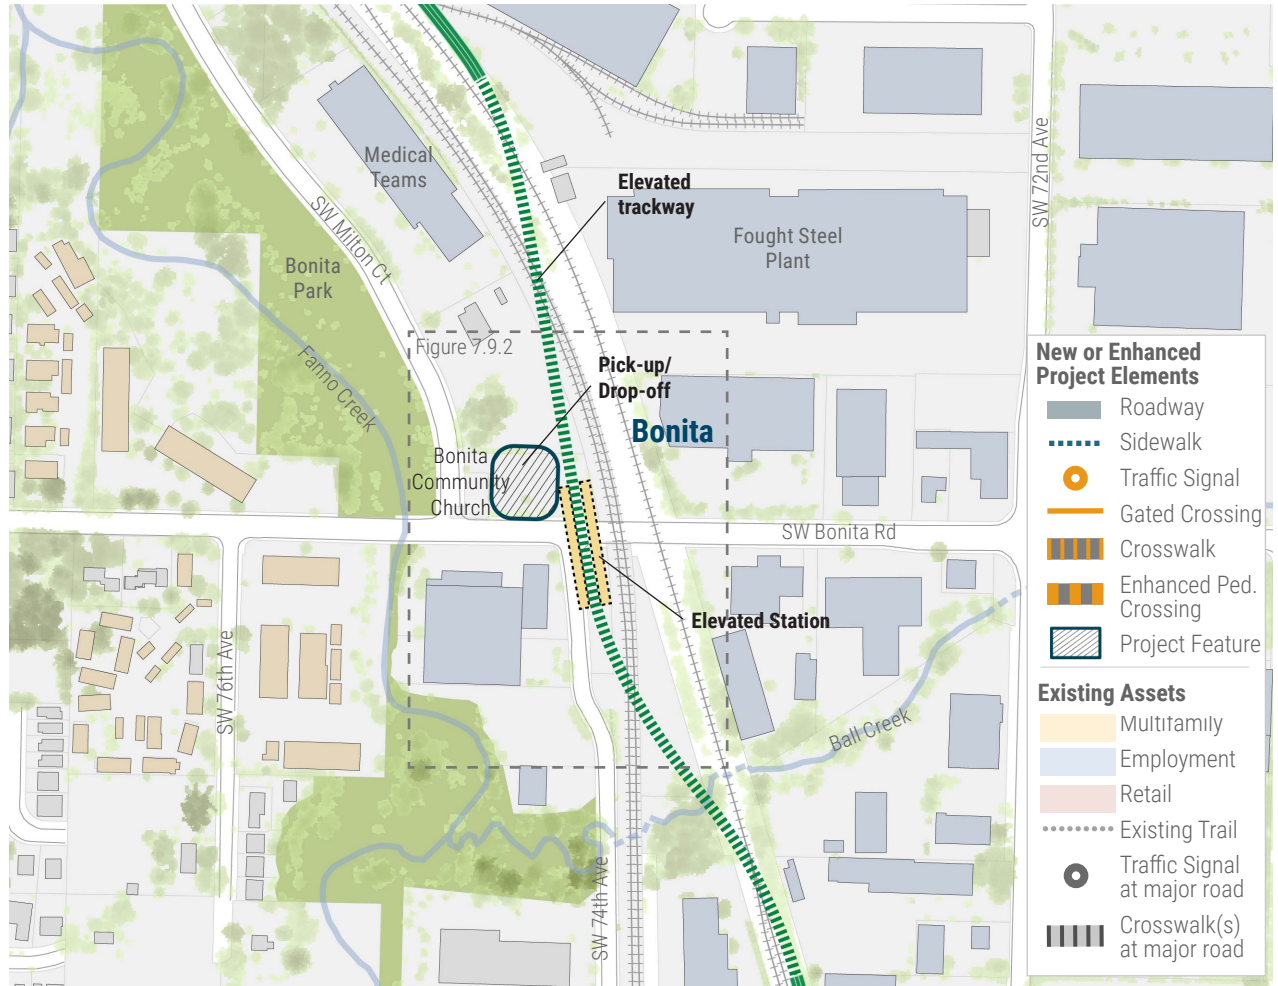 Medical
Teams
SW Milton Ct
Bonita
Park
Fanno Creek
Elevated
trackway
Fought Steel
Plant
SW 72nd Ave
Figure 7.9.2
Pick-up/
Drop-off
Bonita
Bonita
Community
Church
SW Bonita Rd
Elevated Station
SW 76th Ave
Ball Creek
SW 74th Ave
New or Enhanced
Project Elements
Roadway
Sidewalk
Traffic Signal
Gated Crossing
Crosswalk
Enhanced Ped.
Crossing
Project Feature
Existing Assets
Multifamily
Employment
Retail
Existing Trail
Traffic Signal
at major road
Crosswalk(s)
at major road